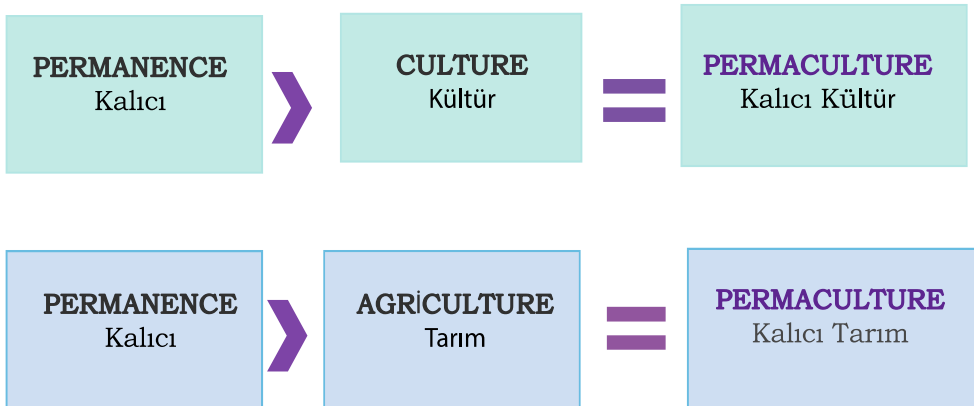 PERMANENCE
Kalıcı
CULTURE
Kültür
PERMACULTURE
Kalıcı Kültür
PERMANENCE
Kalıcı
AGRİCULTURE
Tarım
PERMACULTURE
Kalıcı Tarım